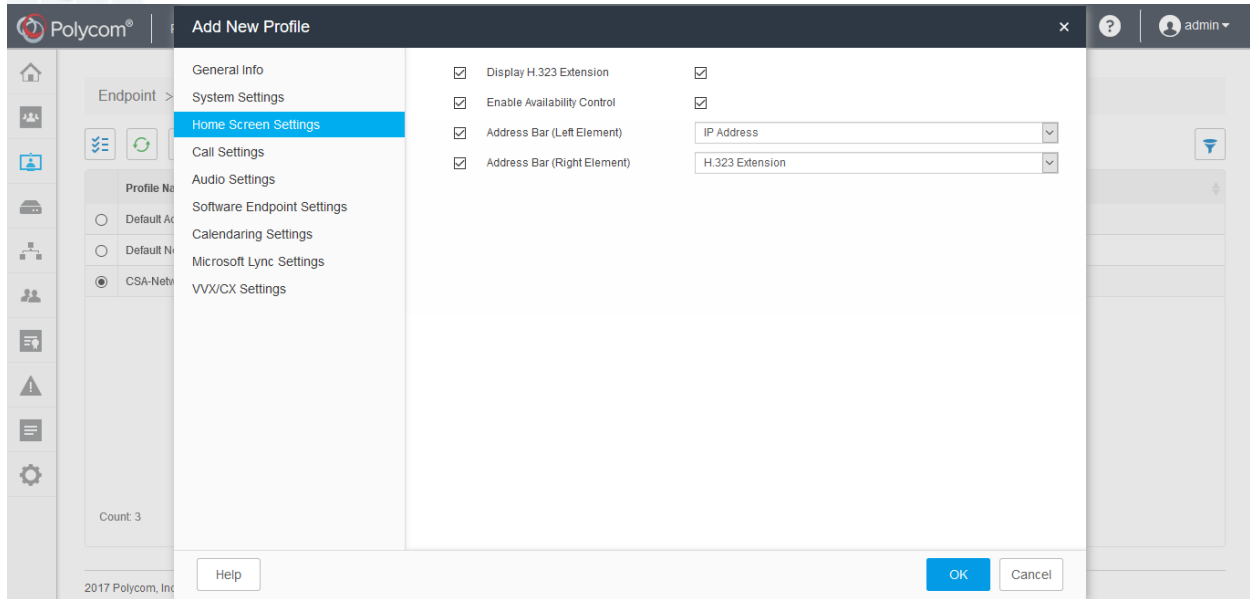 Polycom®
Add New Profile
admin
Endpoint >
General Info
System Settings
Home Screen Settings
Call Settings
Audio Settings
Software Endpoint Settings
Calendaring Settings
Microsoft Lync Settings
VVX/CX Settings
Display H.323 Extension
Enable Availability Control
Address Bar (Left Element) IP Address
Address Bar (Right Element) H.323 Extension
Profile Na
Default Ac
Default Ne
CSA-Netw
Count: 3
Help
OK
Cancel
2017 Polycom, Inc